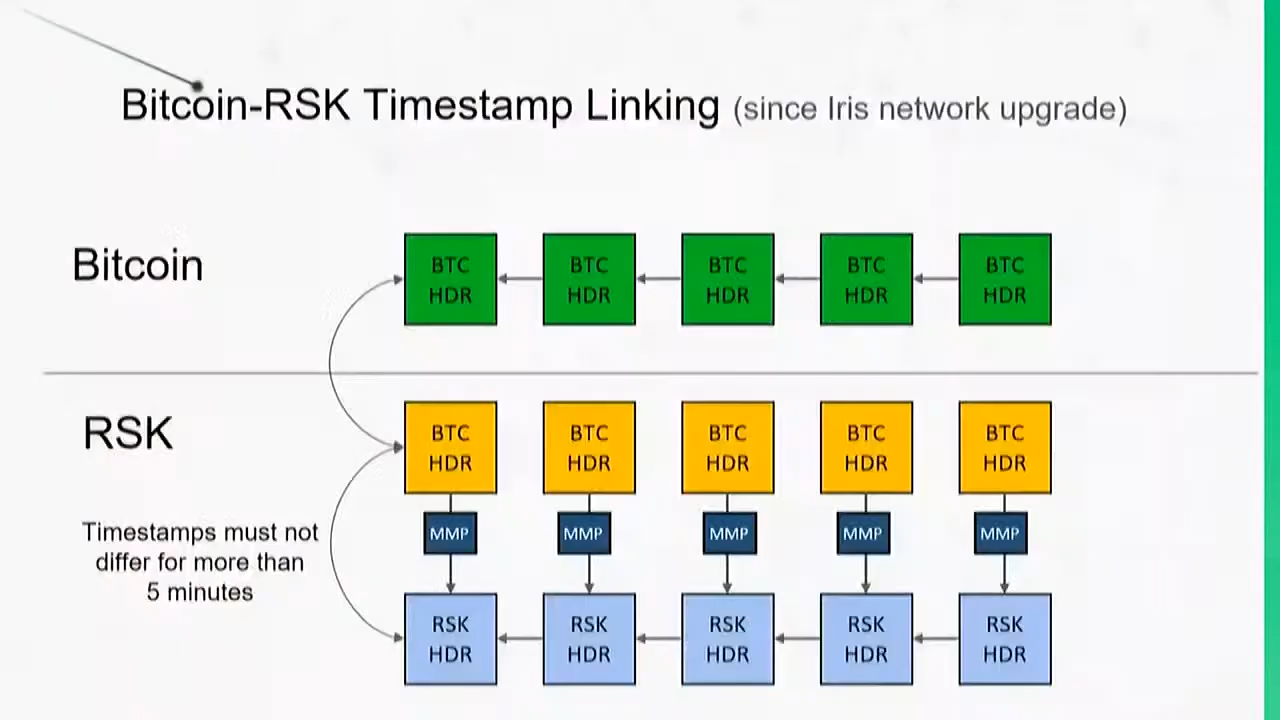 Bitcoin-RSK Timestamp Linking (since Iris network upgrade)
Bitcoin
BTC HDR BTC HDR BTC HDR BTC HDR BTC HDR
RSK
BTC HDR BTC HDR BTC HDR BTC HDR BTC HDR
Timestamps must not
differ for more than
5 minutes
MMP MMP MMP MMP MMP
RSK HDR RSK HDR RSK HDR RSK HDR RSK HDR